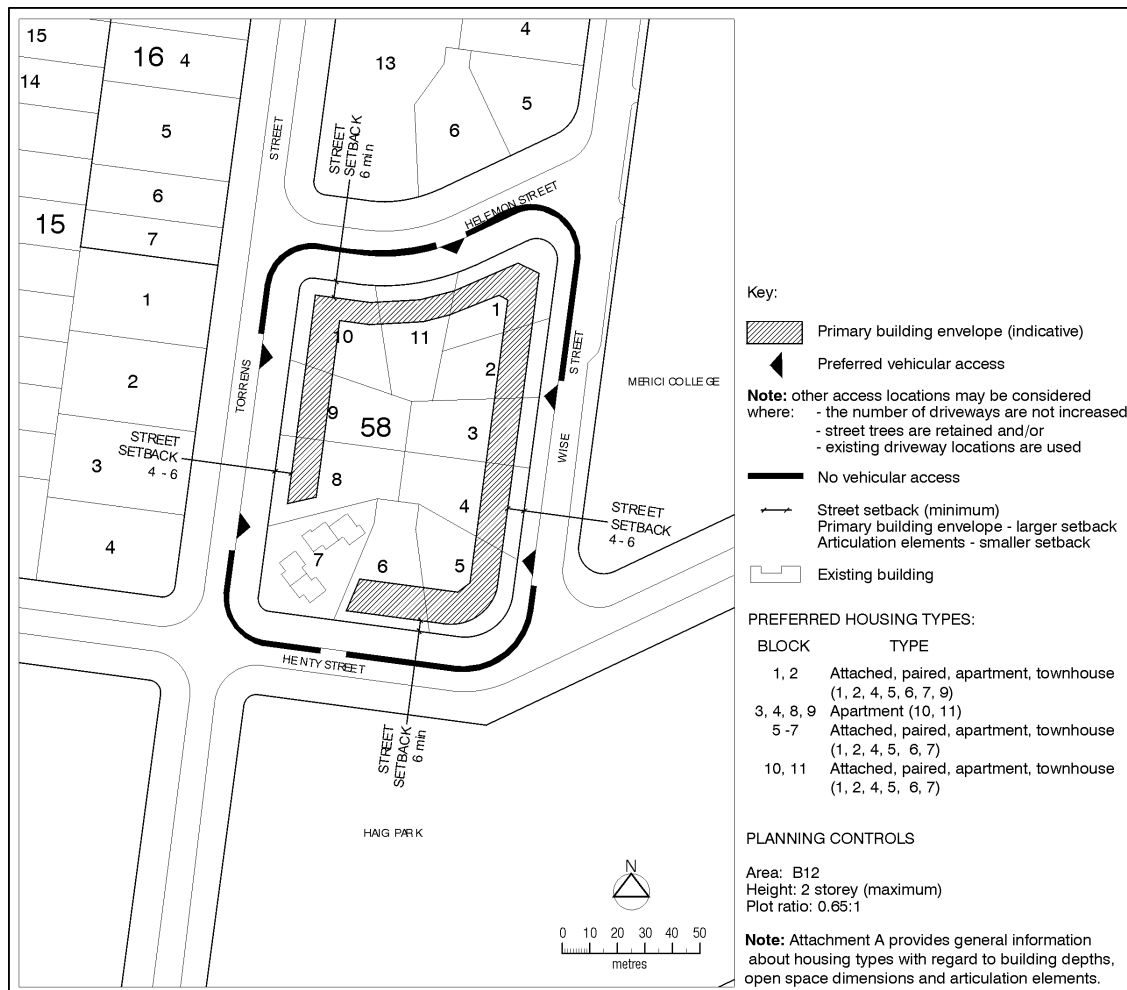 15
16 4
14
5
6
15
7
1
2
3
4
13
4
5
6
STREET
STREET
SETBACK
6 min
HELEMON STREET
TORRENS
STREET
WISE
MERICI COLLEGE
10
11
1
2
9
58
3
8
4
7
6
5
STREET
SETBACK
4 - 6
STREET
SETBACK
4 - 6
HENTY STREET
STREET
SETBACK
6 min
HAIG PARK
N
0 10 20 30 40 50
metres
Key:
Primary building envelope (indicative)
Preferred vehicular access
Note: other access locations may be considered
where: - the number of driveways are not increased
- street trees are retained and/or
- existing driveway locations are used
No vehicular access
Street setback (minimum)
Primary building envelope - larger setback
Articulation elements - smaller setback
Existing building
PREFERRED HOUSING TYPES:
BLOCK TYPE
1, 2 Attached, paired, apartment, townhouse
(1, 2, 4, 5, 6, 7, 9)
3, 4, 8, 9 Apartment (10, 11)
5 -7 Attached, paired, apartment, townhouse
(1, 2, 4, 5, 6, 7)
10, 11 Attached, paired, apartment, townhouse
(1, 2, 4, 5, 6, 7)
PLANNING CONTROLS
Area: B12
Height: 2 storey (maximum)
Plot ratio: 0.65:1
Note: Attachment A provides general information
about housing types with regard to building depths,
open space dimensions and articulation elements.